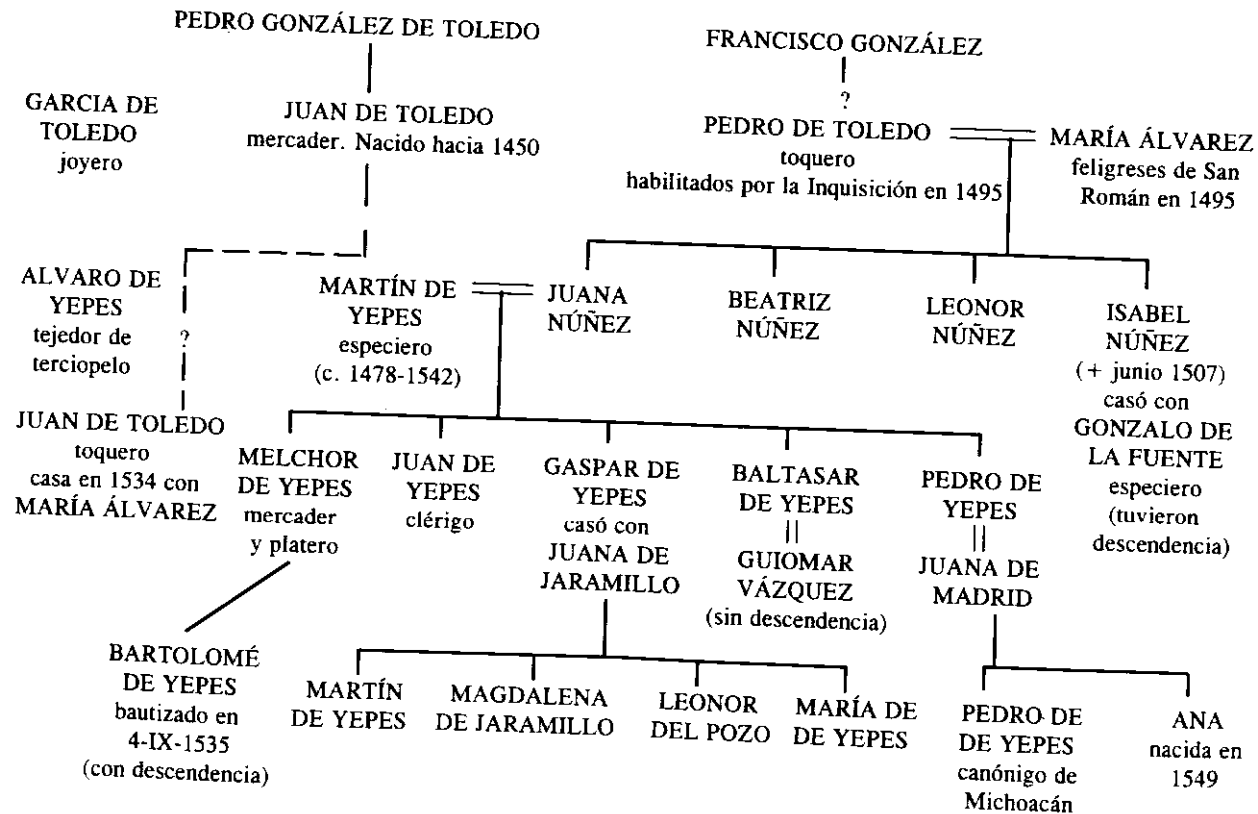 PEDRO GONZÁLEZ DE TOLEDO
FRANCISCO GONZÁLEZ
?
GARCIA DE
TOLEDO
joyero
JUAN DE TOLEDO
mercader. Nacido hacia 1450
PEDRO DE TOLEDO
toquero
habilitados por la Inquisición en 1495
MARÍA ÁLVAREZ
feligreses de San
Román en 1495
ALVARO DE
YEPES
tejedor de
terciopelo
?
MARTÍN DE
YEPES
especiero
(c. 1478-1542)
JUANA
NÚÑEZ
BEATRIZ
NÚÑEZ
LEONOR
NÚÑEZ
ISABEL
NÚÑEZ
(+ junio 1507)
casó con
GONZALO DE
LA FUENTE
especiero
(tuvieron
descendencia)
JUAN DE TOLEDO
toquero
casa en 1534 con
MARÍA ÁLVAREZ
MELCHOR
DE YEPES
mercader
y platero
JUAN DE
YEPES
clérigo
GASPAR DE
YEPES
casó con
JUANA DE
JARAMILLO
BALTASAR
DE YEPES
GUIOMAR
VÁZQUEZ
(sin descendencia)
PEDRO DE
YEPES
JUANA DE
MADRID
BARTOLOMÉ
DE YEPES
bautizado en
4-IX-1535
(con descendencia)
MARTÍN
DE YEPES
MAGDALENA
DE JARAMILLO
LEONOR
DEL POZO
MARÍA DE
DE YEPES
PEDRO DE
DE YEPES
canónigo de
Michoacán
ANA
nacida en
1549